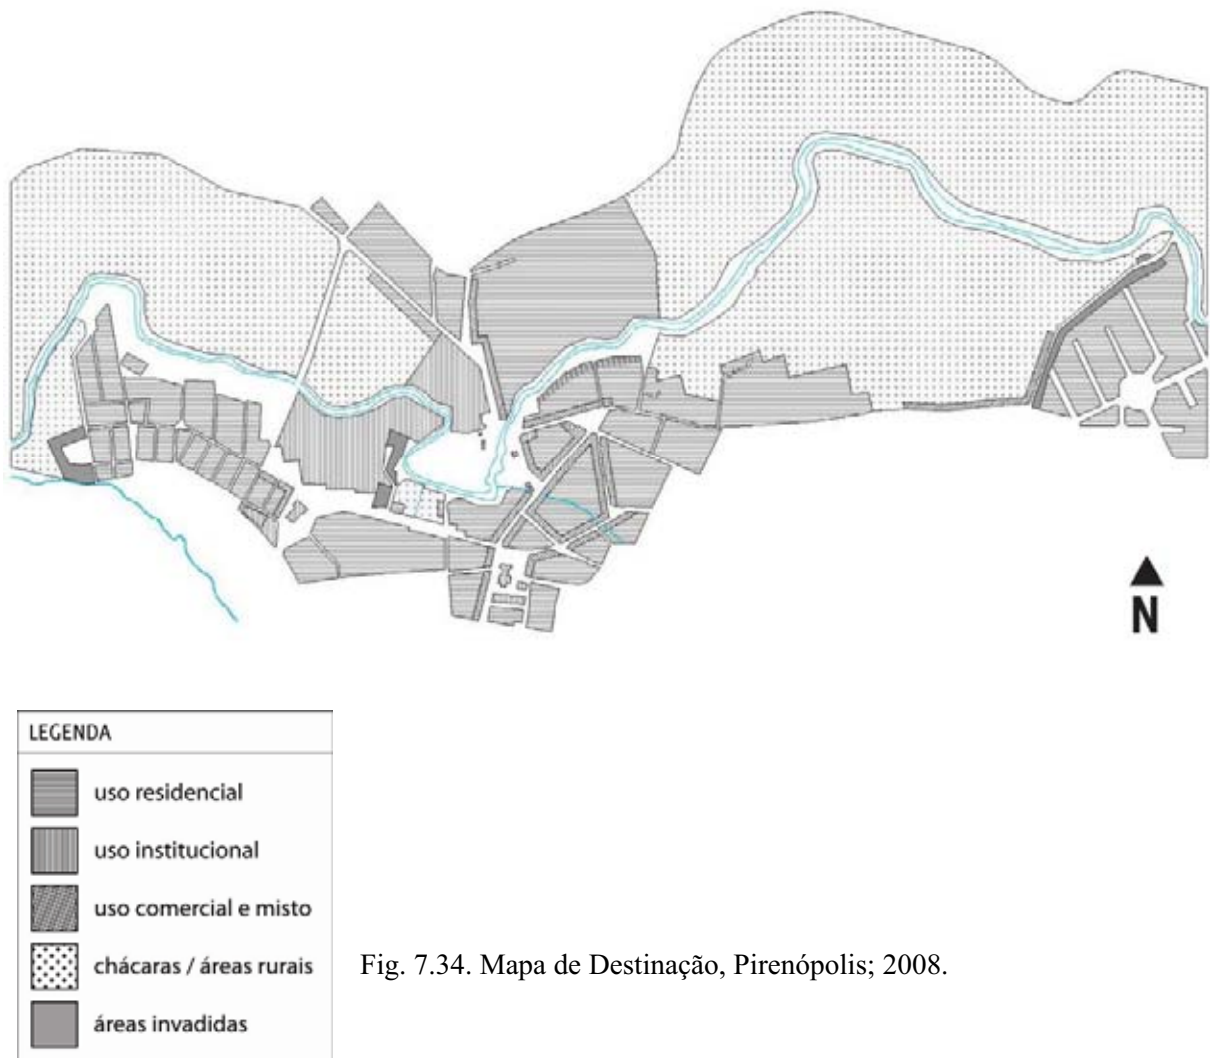 N
LEGENDA
uso residencial
uso institucional
uso comercial e misto
chácaras / áreas rurais
áreas invadidas
Fig. 7.34. Mapa de Destinação, Pirenópolis; 2008.